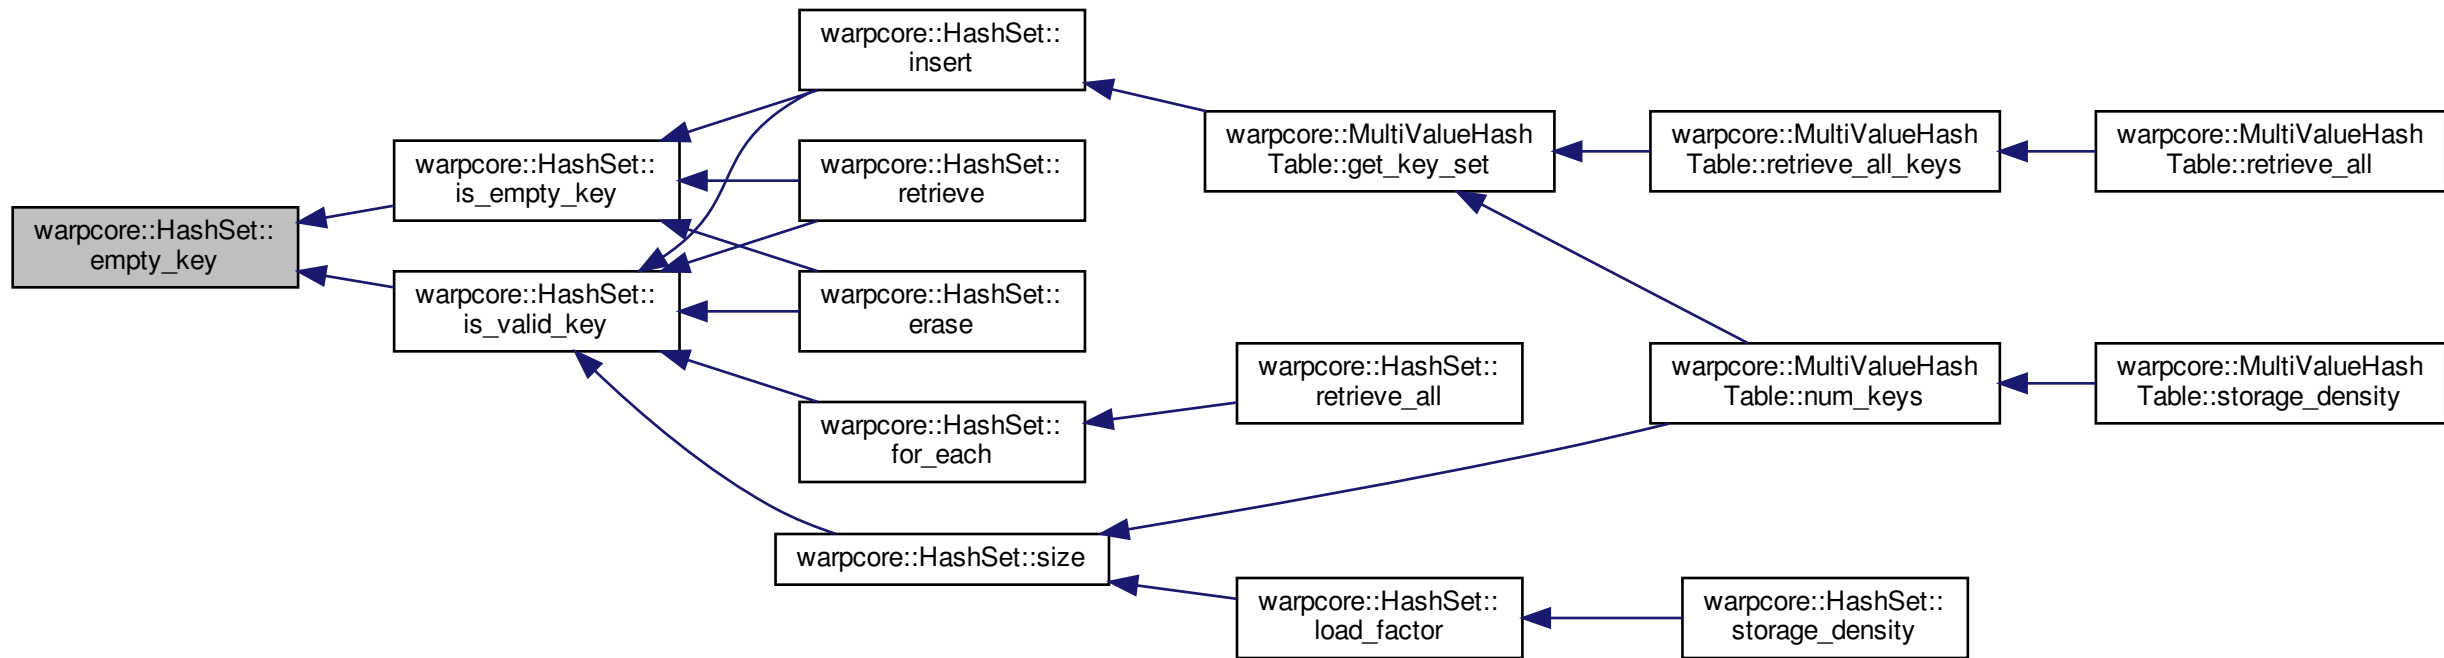 warpcore::HashSet::
insert
warpcore::MultiValueHash
Table::get_key_set
warpcore::MultiValueHash
Table::retrieve_all_keys
warpcore::MultiValueHash
Table::retrieve_all
warpcore::HashSet::
is_empty_key
warpcore::HashSet::
retrieve
warpcore::HashSet::
empty_key
warpcore::HashSet::
is_valid_key
warpcore::HashSet::
erase
warpcore::HashSet::
retrieve_all
warpcore::MultiValueHash
Table::num_keys
warpcore::MultiValueHash
Table::storage_density
warpcore::HashSet::
for_each
warpcore::HashSet::size
warpcore::HashSet::
load_factor
warpcore::HashSet::
storage_density